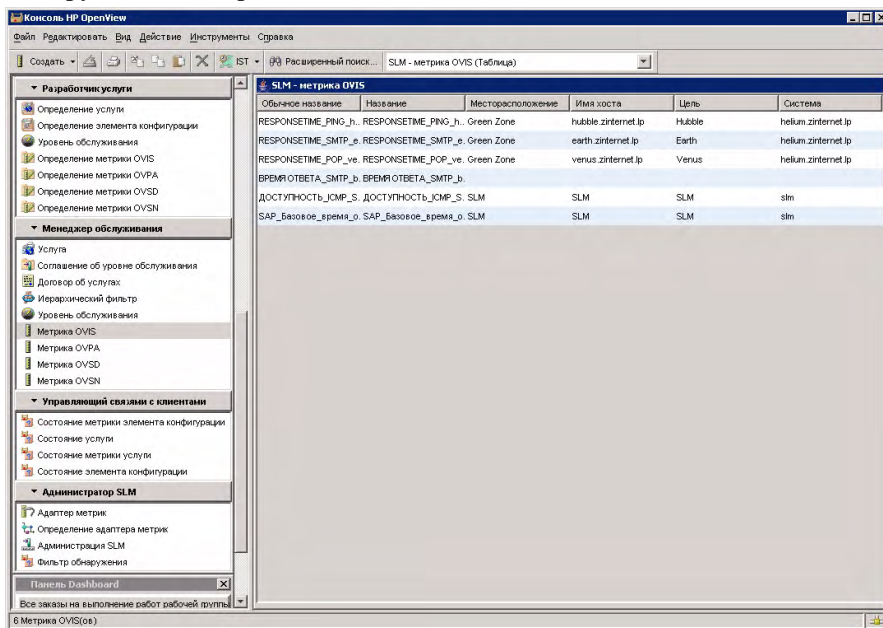 Консоль HP OpenView
Файл Редактировать Вид Действие Инструменты Справка
Создать IST Расширенный поиск... SLM - метрика OVIS (Таблица)
Разработчик услуги
Определение услуги
Определение элемента конфигурации
Уровень обслуживания
Определение метрики OVIS
Определение метрики OVPA
Определение метрики OVSD
Определение метрики OVSN
Менеджер обслуживания
Услуга
Соглашение об уровне обслуживания
Договор об услугах
Иерархический фильтр
Уровень обслуживания
Метрика OVIS
Метрика OVPA
Метрика OVSD
Метрика OVSN
Управляющий связями с клиентами
Состояние метрики элемента конфигурации
Состояние услуги
Состояние метрики услуги
Состояние элемента конфигурации
Администратор SLM
Адаптер метрик
Определение адаптера метрик
Администрация SLM
Фильтр обнаружения
Панель Dashboard
Все заказы на выполнение работ рабочей группы
SLM - метрика OVIS
Обычное название Название Месторасположение Имя хоста Цель Система
RESPONSETIME_PING_h.. RESPONSETIME_PING_h.. Green Zone hubble.zinternet.lp Hubble helium.zinternet.lp
RESPONSETIME_SMTP_e. RESPONSETIME_SMTP_e. Green Zone earth.zinternet.lp Earth helium.zinternet.lp
RESPONSETIME_POP_ve. RESPONSETIME_POP_ve. Green Zone venus.zinternet.lp Venus helium.zinternet.lp
ВРЕМЯ ОТВЕТА_SMTP_b. ВРЕМЯ ОТВЕТА_SMTP_b.
ДОСТУПНОСТЬ_ICMP_S. ДОСТУПНОСТЬ_ICMP_S. SLM SLM SLM slm
SAP_Базовое_время_о. SAP_Базовое_время_о. SLM SLM SLM slm
6 Метрика OVIS(ов)